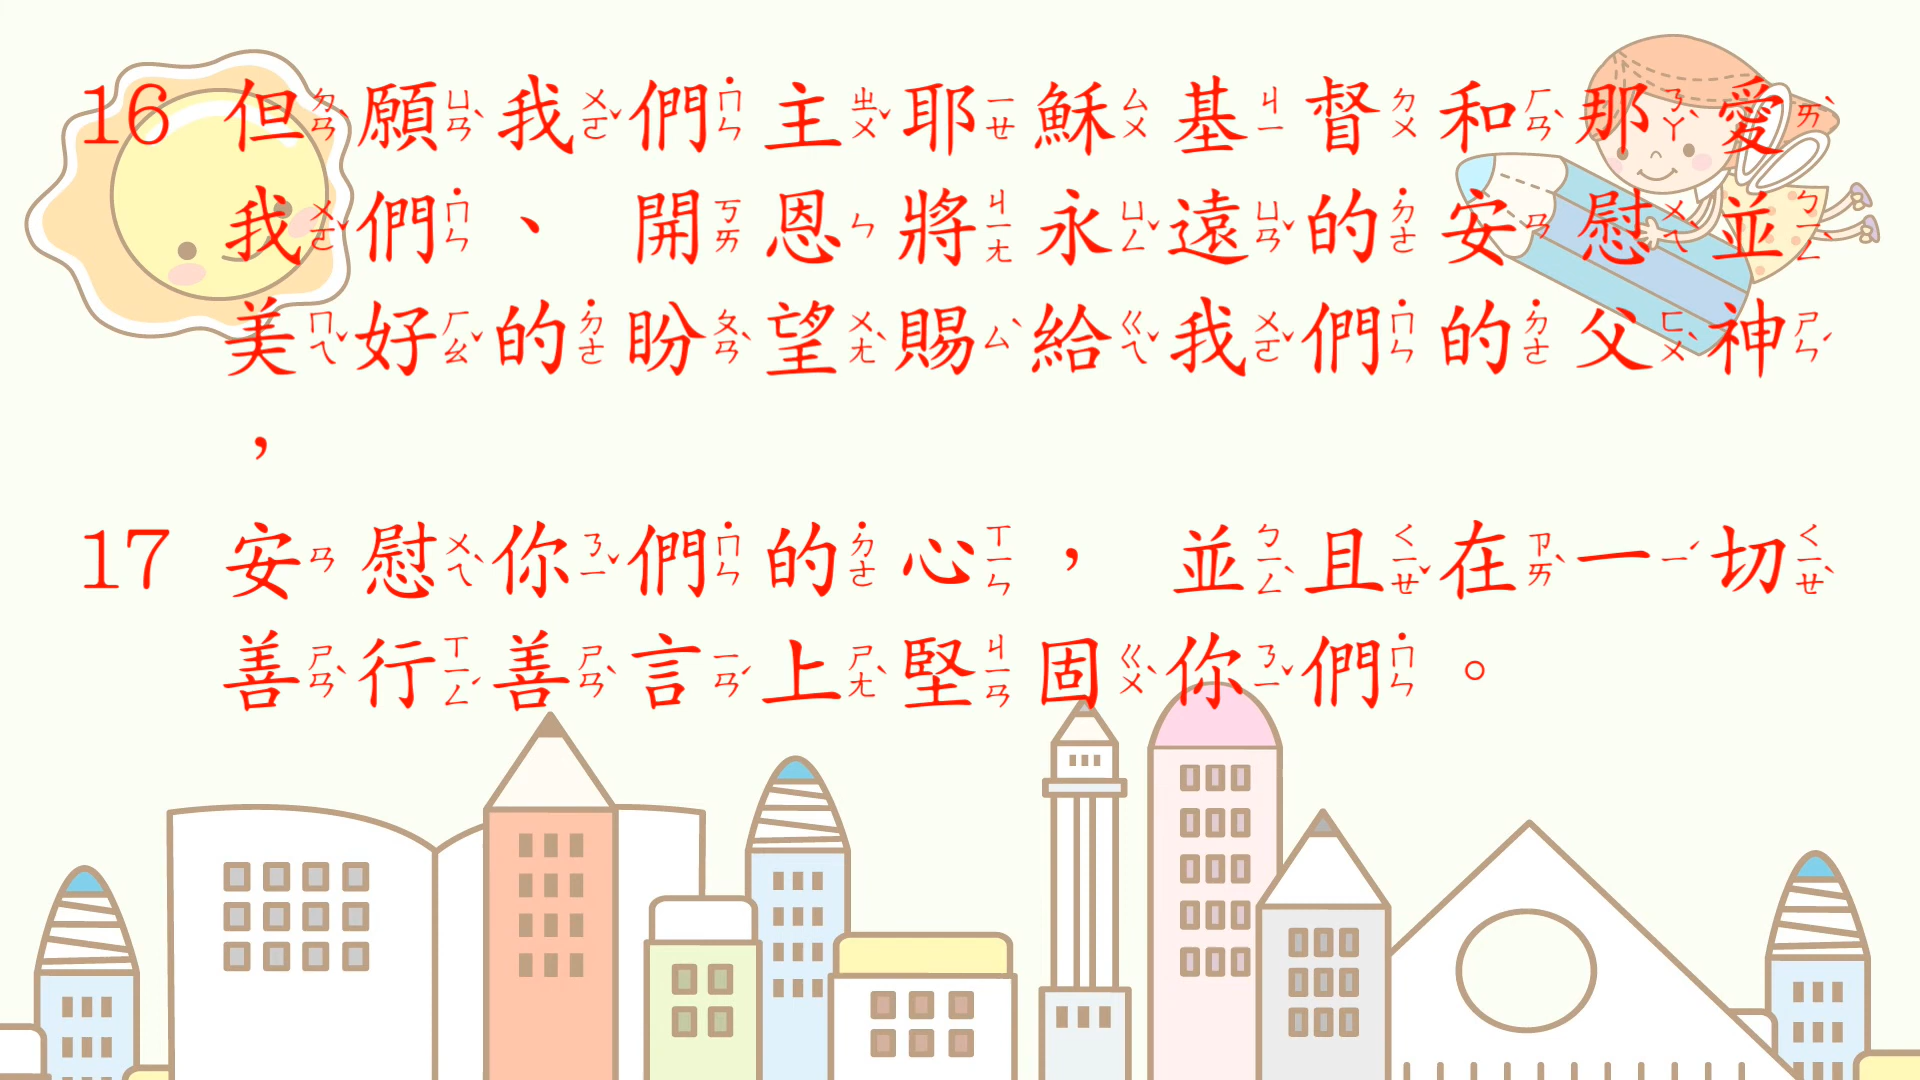 16 但願我們主耶穌基督和那愛
我們、 開恩將永遠的安慰並
美好的盼望賜給我們的父神
，
17 安慰你們的心， 並且在一切
善行善言上堅固你們。